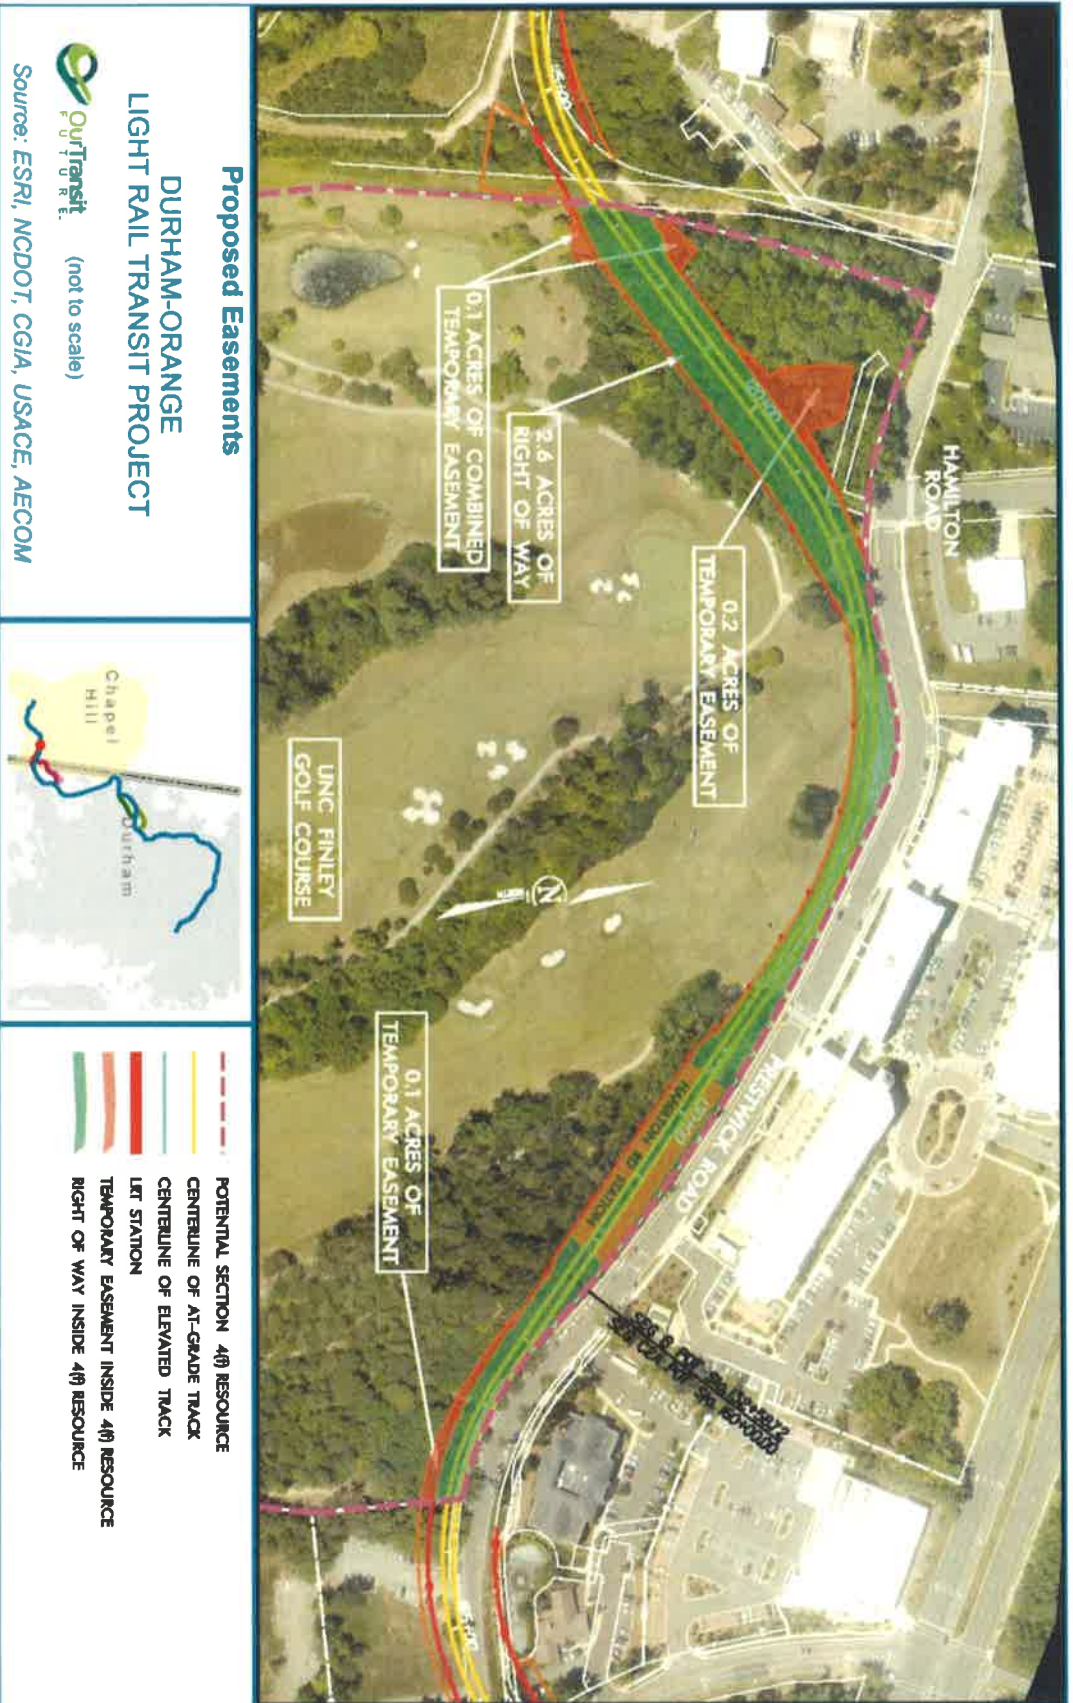 HAMILTON
ROAD
0.2 ACRES OF
TEMPORARY EASEMENT
2.6 ACRES OF
RIGHT OF WAY
0.1 ACRES OF COMBINED
TEMPORARY EASEMENT
PRESTWICK ROAD
HAMILTON RD STATION
UNC FINLEY
GOLF COURSE
N
0.1 ACRES OF
TEMPORARY EASEMENT
Proposed Easements
DURHAM-ORANGE
LIGHT RAIL TRANSIT PROJECT
OurTransit
FUTURE
(not to scale)
Source: ESRI, NCDOT, CGIA, USACE, AECOM
Chapel
Hill
Durham
POTENTIAL SECTION 4(f) RESOURCE
CENTERLINE OF AT-GRADE TRACK
CENTERLINE OF ELEVATED TRACK
LRT STATION
TEMPORARY EASEMENT INSIDE 4(f) RESOURCE
RIGHT OF WAY INSIDE 4(f) RESOURCE